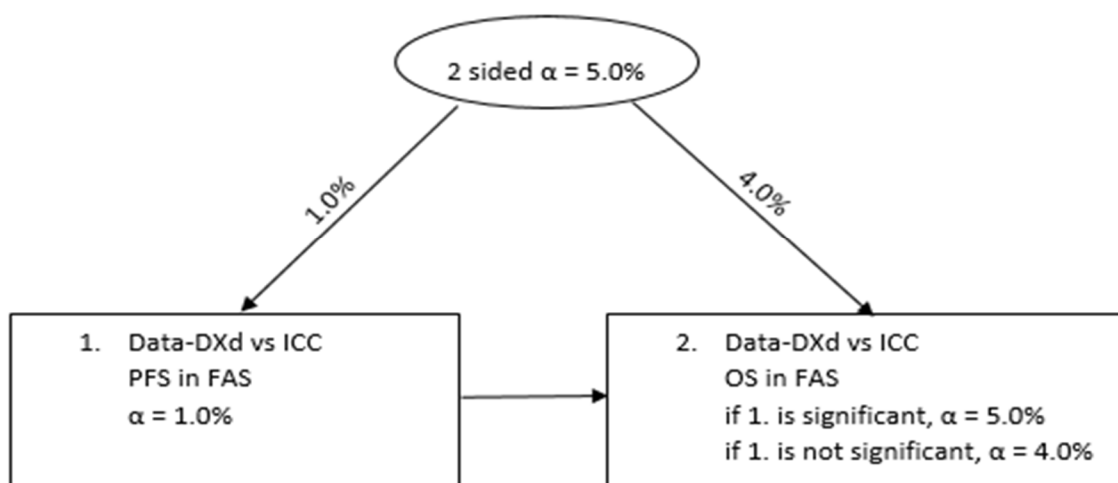 2 sided α = 5.0%
1.0%
4.0%
1. Data-DXd vs ICC
PFS in FAS
α = 1.0%
2. Data-DXd vs ICC
OS in FAS
if 1. is significant, α = 5.0%
if 1. is not significant, α = 4.0%